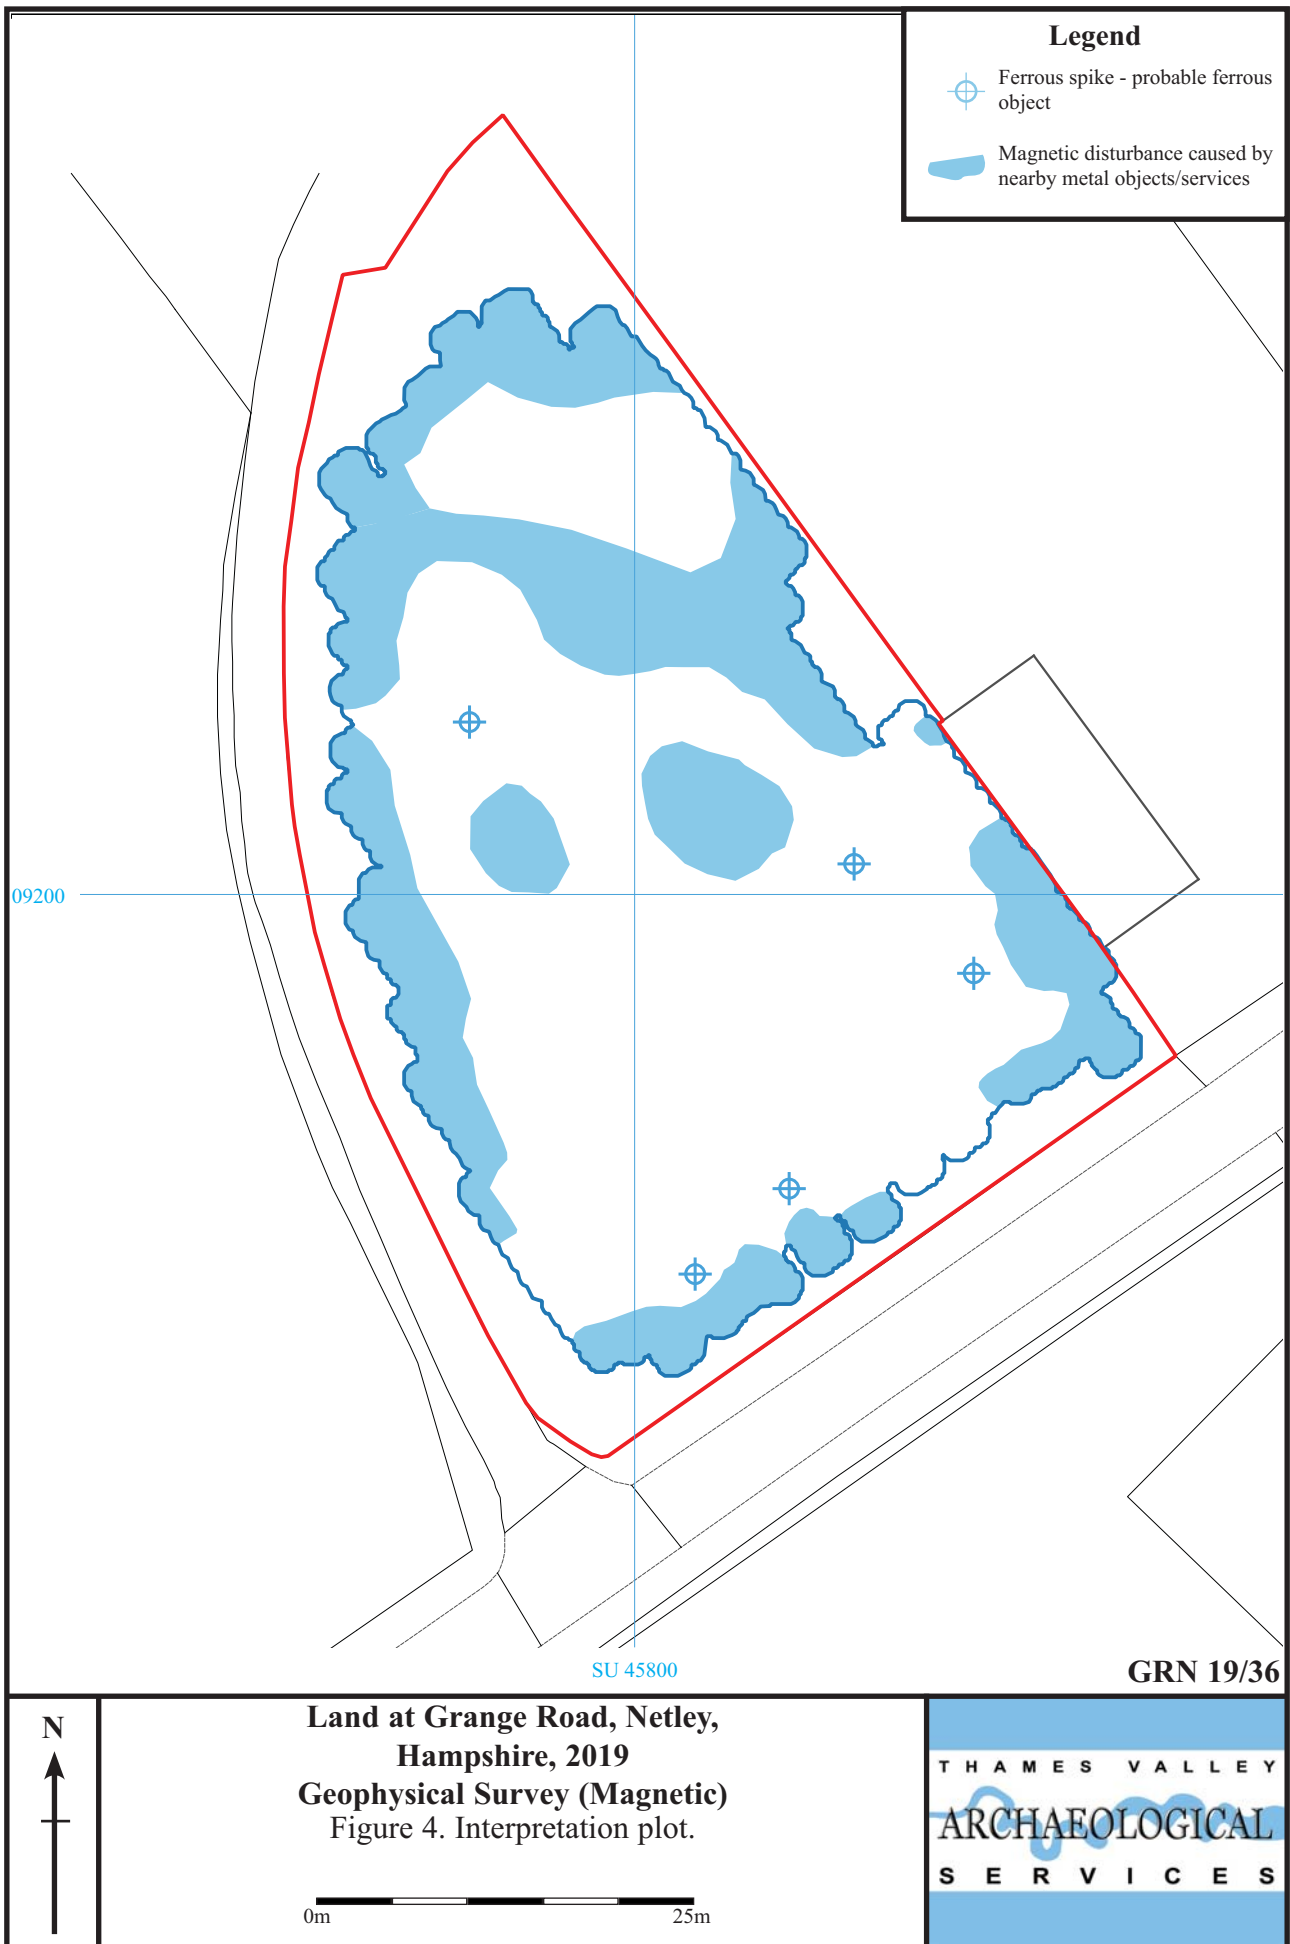 Legend
Ferrous spike - probable ferrous
object
Magnetic disturbance caused by
nearby metal objects/services
09200
SU 45800
GRN 19/36
N
Land at Grange Road, Netley,
Hampshire, 2019
Geophysical Survey (Magnetic)
Figure 4. Interpretation plot.
0m
25m
THAMES VALLEY
ARCHAEOLOGICAL
SERVICES